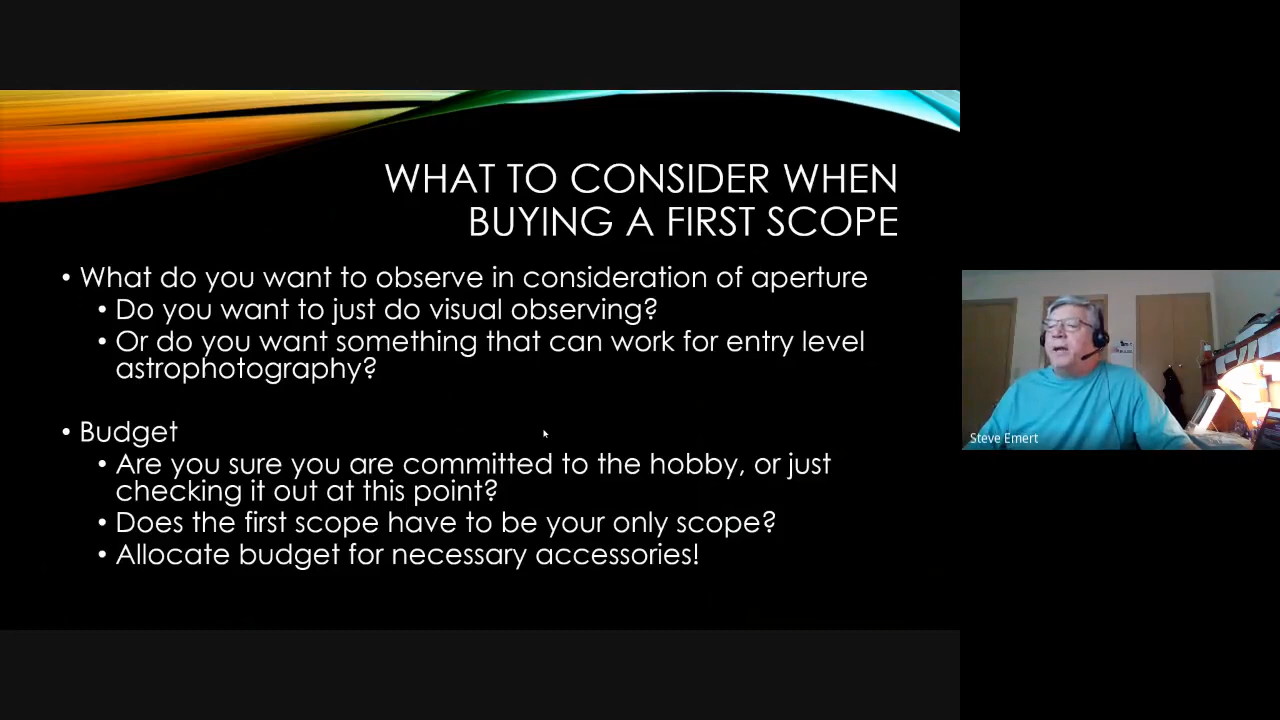 WHAT TO CONSIDER WHEN
BUYING A FIRST SCOPE
• What do you want to observe in consideration of aperture
• Do you want to just do visual observing?
• Or do you want something that can work for entry level
astrophotography?
• Budget
• Are you sure you are committed to the hobby, or just
checking it out at this point?
• Does the first scope have to be your only scope?
• Allocate budget for necessary accessories!
Steve Emert